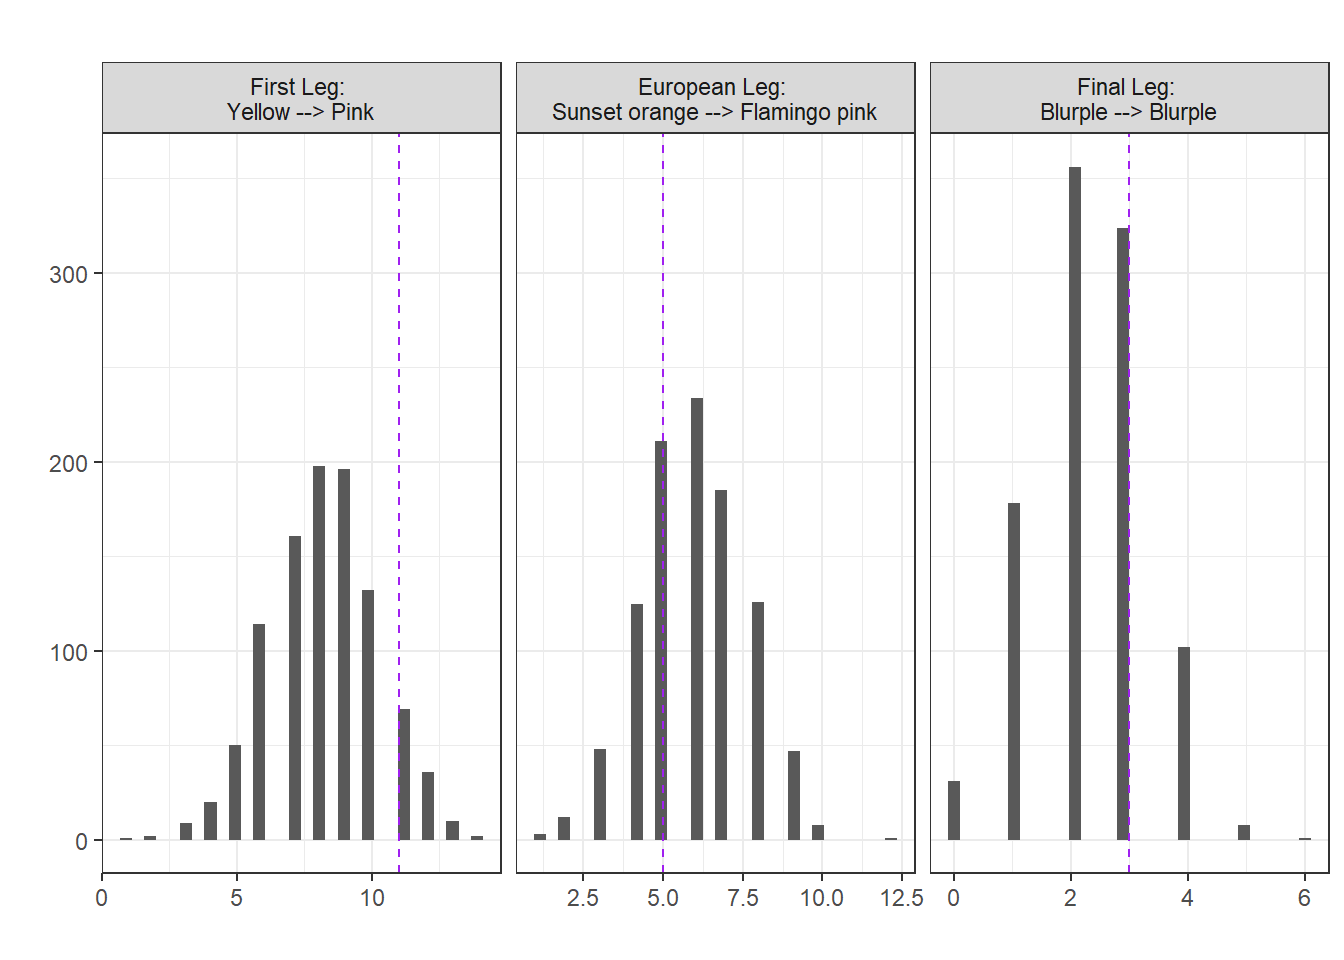 First Leg:
Yellow --> Pink
European Leg:
Sunset orange --> Flamingo pink
Final Leg:
Blurple --> Blurple
300
200
100
0
0 5 10
2.5 5.0 7.5 10.0 12.5
0 2 4 6